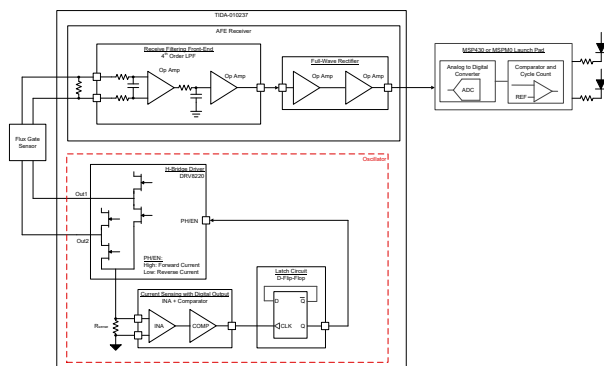 TIDA-010237
AFE Receiver
Receive Filtering Front-End
4th Order LPF
Op Amp
Op Amp
Full-Wave Rectifier
Op Amp
Op Amp
MSP430 or MSPM0 Launch Pad
Analog to Digital
Converter
ADC
Comparator and
Cycle Count
REF
Flux Gate
Sensor
Oscillator
H-Bridge Driver
DRV8220
Out1
Out2
PH/EN
PH/EN:
High: Forward Current
Low: Reverse Current
Current Sensing with Digital Output
INA + Comparator
Rsense
INA
COMP
Latch Circuit
D-Flip-Flop
D
Q
CLK
Q